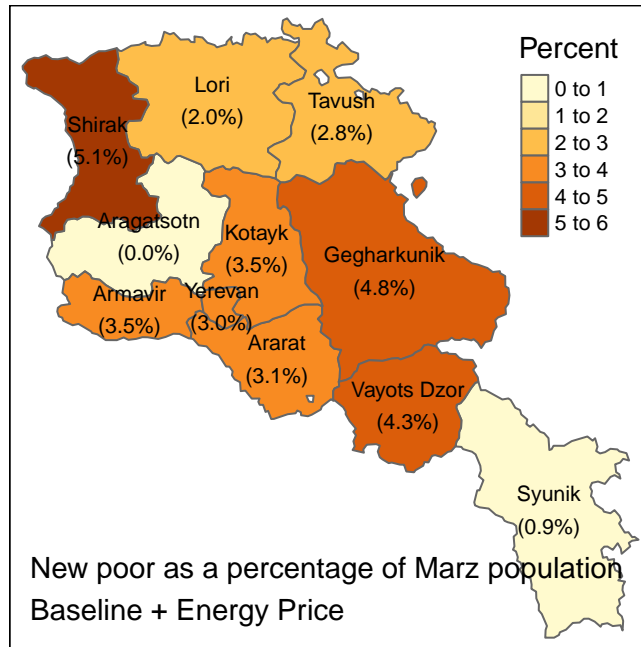 Percent
0 to 1
1 to 2
2 to 3
3 to 4
4 to 5
5 to 6
Lori
(2.0%)
Tavush
(2.8%)
Shirak
(5.1%)
Aragatsotn
(0.0%)
Kotayk
(3.5%)
Gegharkunik
(4.8%)
Armavir
(3.5%)
Yerevan
(3.0%)
Ararat
(3.1%)
Vayots Dzor
(4.3%)
Syunik
(0.9%)
New poor as a percentage of Marz population
Baseline + Energy Price